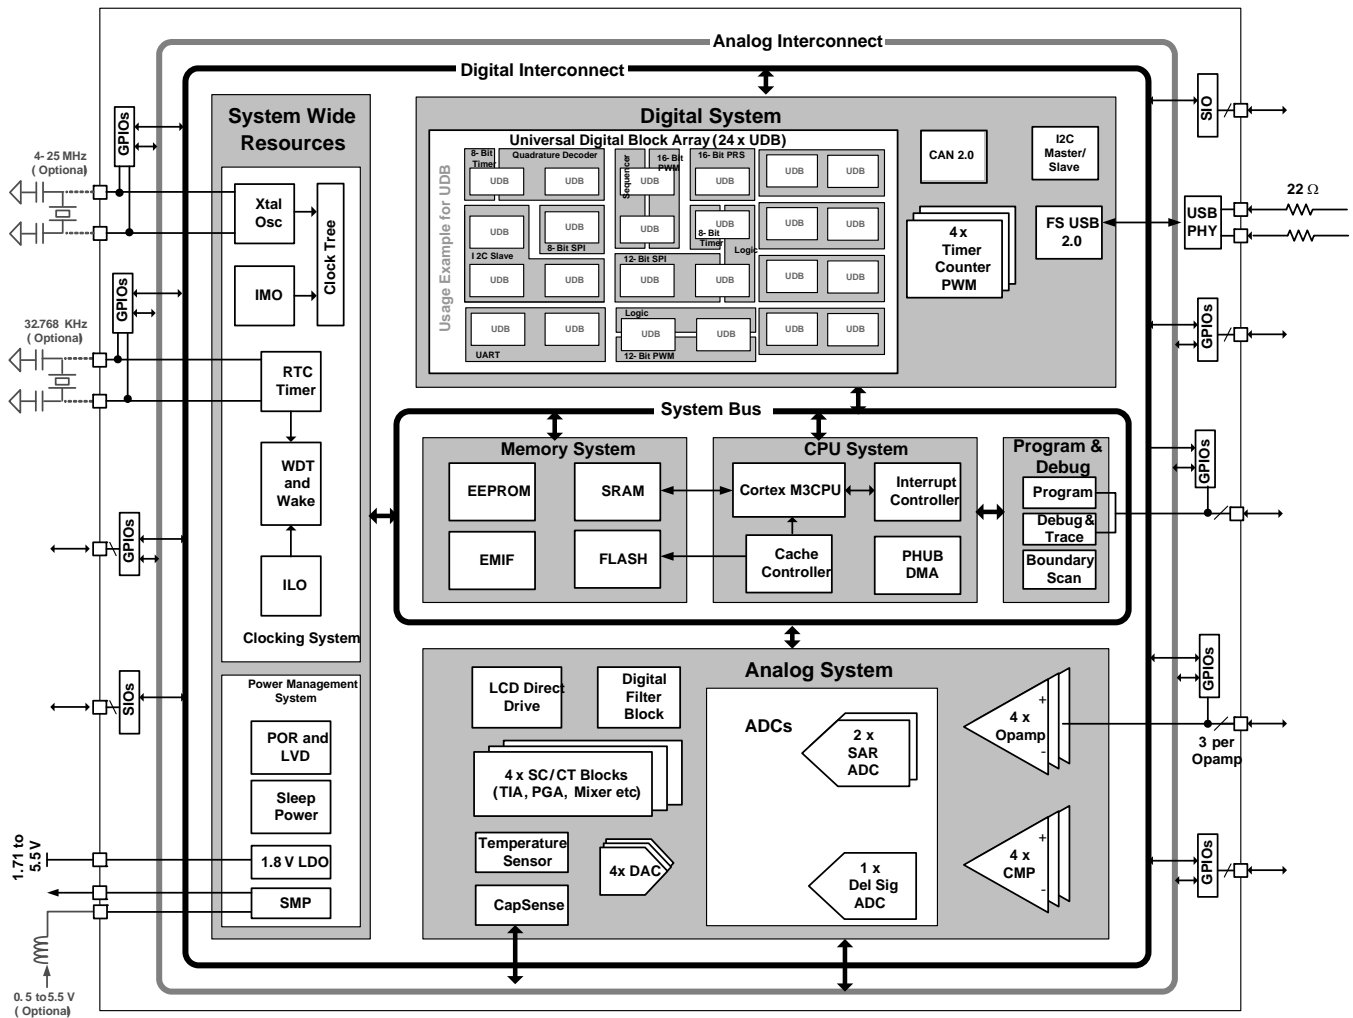 Analog Interconnect
Digital Interconnect
System Wide
Resources
4- 25 MHz
( Optional)
GPIOs
Xtal
Osc
Clock Tree
IMO
GPIOs
32.768 KHz
( Optional)
RTC
Timer
WDT
and
Wake
ILO
Clocking System
GPIOs
SIOs
Power Management
System
POR and
LVD
Sleep
Power
1.8 V LDO
SMP
1.71 to
5.5 V
0. 5 to 5.5 V
( Optional)
Digital System
Universal Digital Block Array (24 x UDB)
Usage Example for UDB
8- Bit
Timer
Quadrature Decoder
Sequencer
16- Bit
PWM
16- Bit PRS
UDB
UDB
UDB
UDB
UDB
UDB
UDB
UDB
UDB
UDB
UDB
UDB
8- Bit
Timer
Logic
I 2C Slave
8- Bit SPI
12- Bit SPI
UDB
UDB
UDB
UDB
UDB
UDB
Logic
UDB
UDB
UDB
UDB
UDB
UDB
UART
12- Bit PWM
CAN 2.0
I2C
Master/
Slave
4 x
Timer
Counter
PWM
FS USB
2.0
USB
PHY
22 Ω
SIO
GPIOs
System Bus
Memory System
EEPROM
SRAM
EMIF
FLASH
CPU System
Cortex M3CPU
Interrupt
Controller
Cache
Controller
PHUB
DMA
Program &
Debug
Program
Debug &
Trace
Boundary
Scan
GPIOs
Analog System
LCD Direct
Drive
Digital
Filter
Block
4 x SC/CT Blocks
(TIA, PGA, Mixer etc)
Temperature
Sensor
4x DAC
CapSense
ADCs
2 x
SAR
ADC
1 x
Del Sig
ADC
+
4 x
Opamp
-
+
4 x
CMP
-
GPIOs
3 per
Opamp
GPIOs